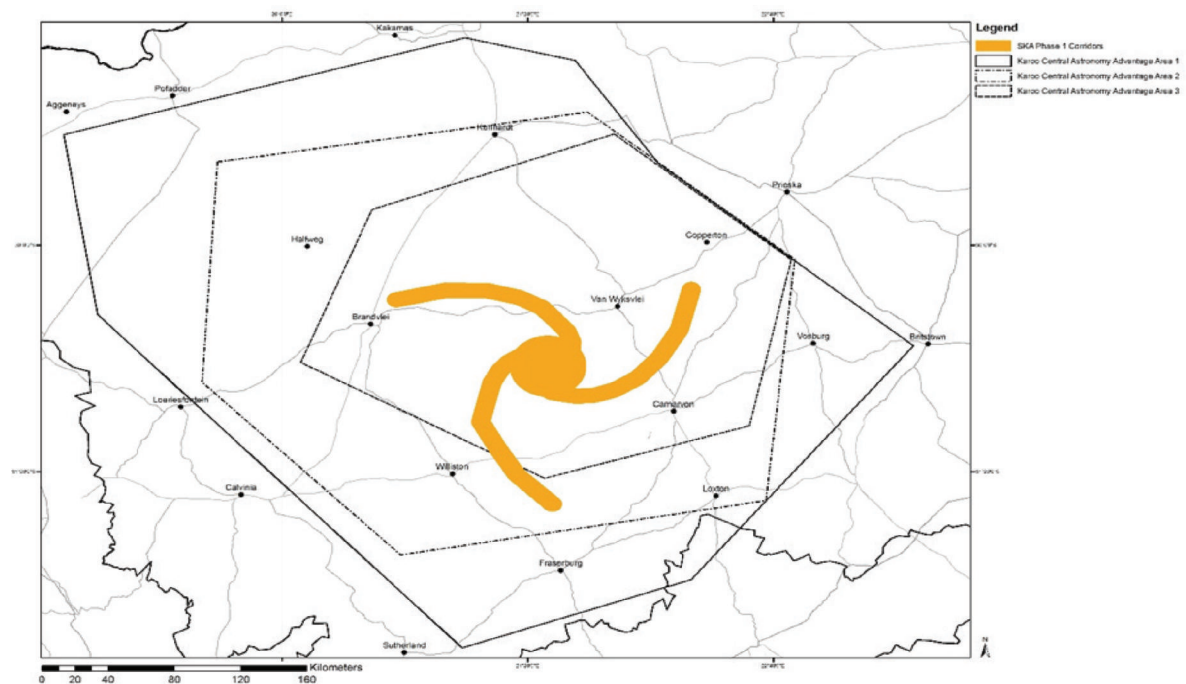 Legend
SKA Phase 1 Corridors
Karoo Central Astronomy Advantage Area 1
Karoo Central Astronomy Advantage Area 2
Karoo Central Astronomy Advantage Area 3
Kakamas
Pofadder
Aggeneys
Kenhardt
Prieska
Halfweg
Copperton
Van Wyksvlei
Brandvlei
Vosburg
Britstown
Loeriesfontein
Carnarvon
Williston
Calvinia
Loxton
Fraserburg
Sutherland
N
Kilometers
0 20 40 80 120 160